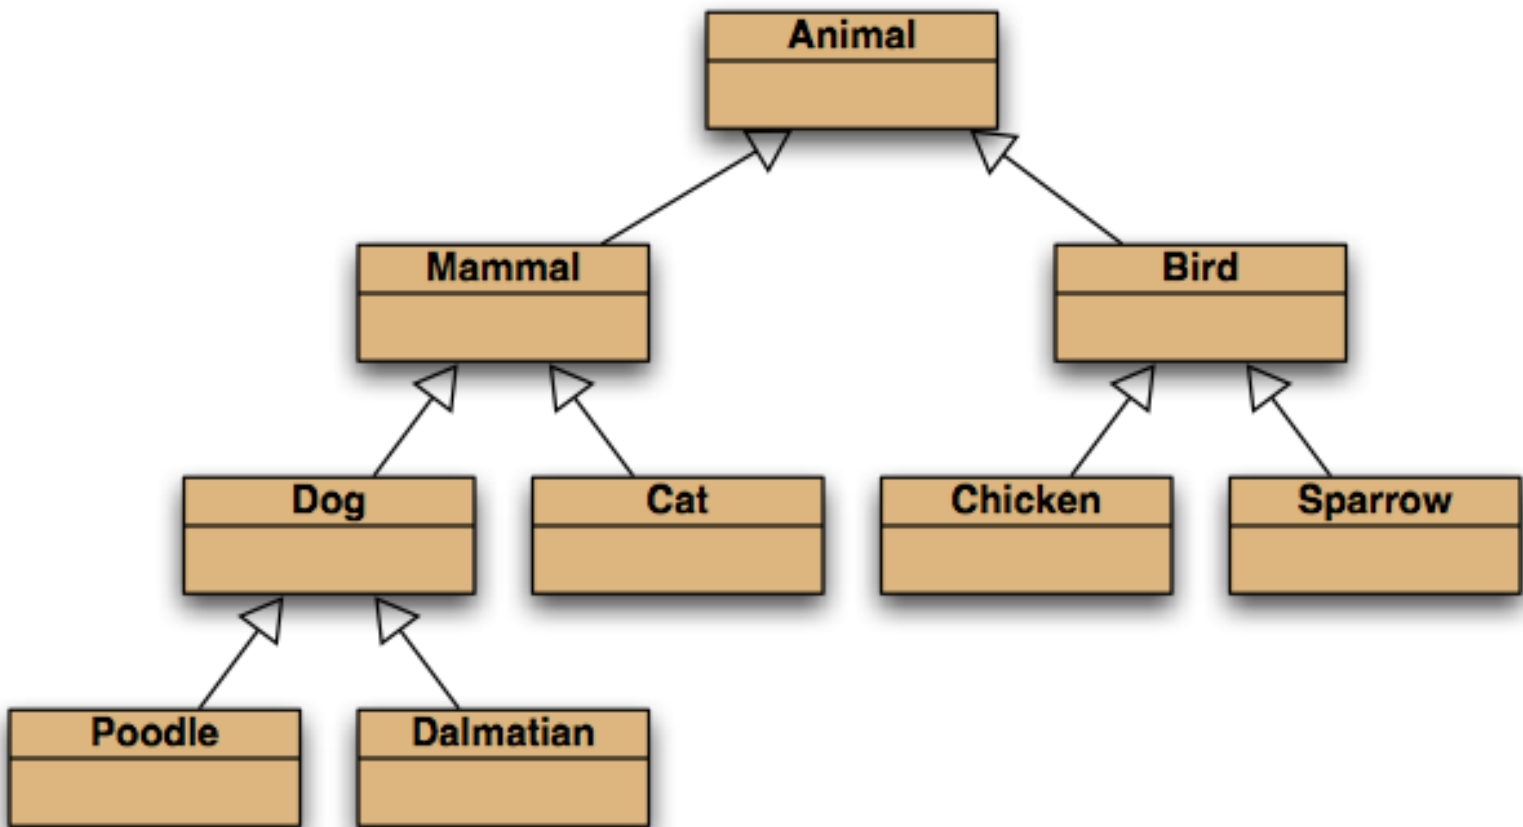 Animal
Mammal
Bird
Dog
Cat
Chicken
Sparrow
Poodle
Dalmatian